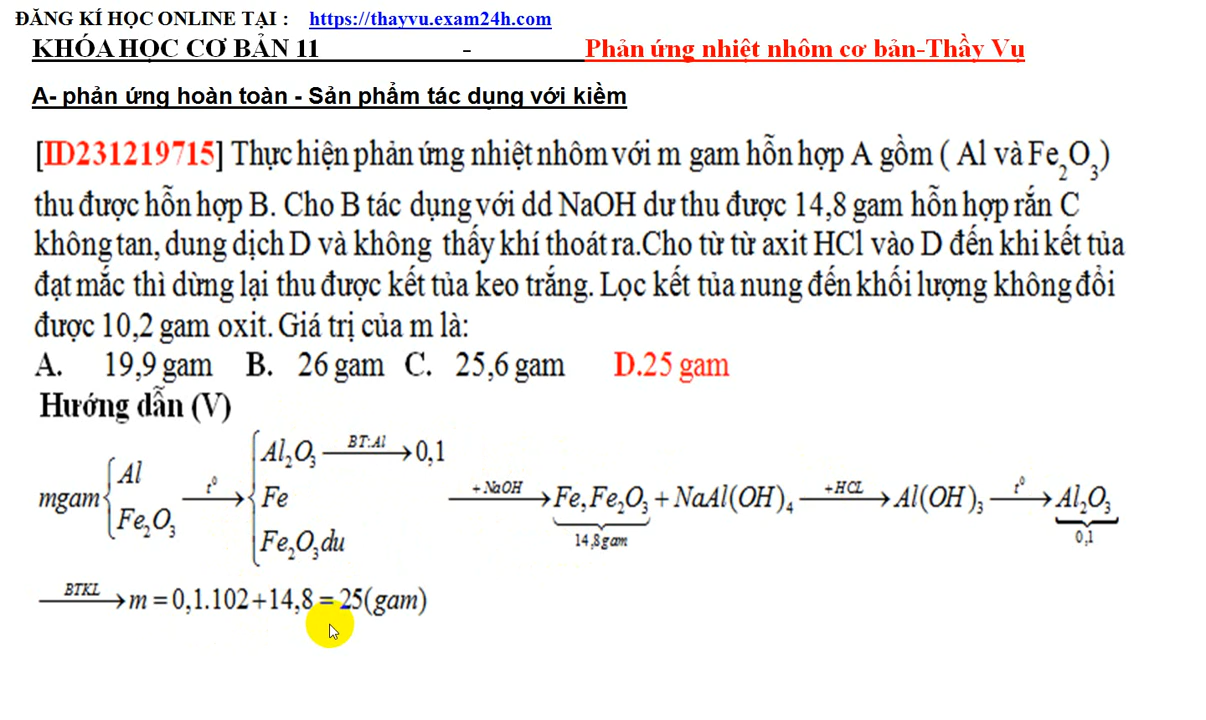 ĐĂNG KÍ HỌC ONLINE TẠI : https://thayvu.exam24h.com
KHÓA HỌC CƠ BẢN 11 - Phản ứng nhiệt nhôm cơ bản-Thầy Vụ
A- phản ứng hoàn toàn - Sản phẩm tác dụng với kiềm
[ID231219715] Thực hiện phản ứng nhiệt nhôm với m gam hỗn hợp A gồm ( Al và Fe₂O₃)
thu được hỗn hợp B. Cho B tác dụng với dd NaOH dư thu được 14,8 gam hỗn hợp rắn C
không tan, dung dịch D và không thấy khí thoát ra.Cho từ từ axit HCl vào D đến khi kết tủa
đạt mắc thì dừng lại thu được kết tủa keo trắng. Lọc kết tủa nung đến khối lượng không đổi
được 10,2 gam oxit. Giá trị của m là:
A. 19,9 gam B. 26 gam C. 25,6 gam D.25 gam
Hướng dẫn (V)
mgam { Al Fe₂O₃ —t⁰→ { Al₂O₃ —BT:Al→ 0,1 Fe Fe₂O₃du —+NaOH→ Fe,Fe₂O₃ 14,8gam + NaAl(OH)₄ —+HCL→ Al(OH)₃ —t⁰→ Al₂O₃ 0,1
—BTKL→ m = 0,1.102+14,8 = 25(gam)